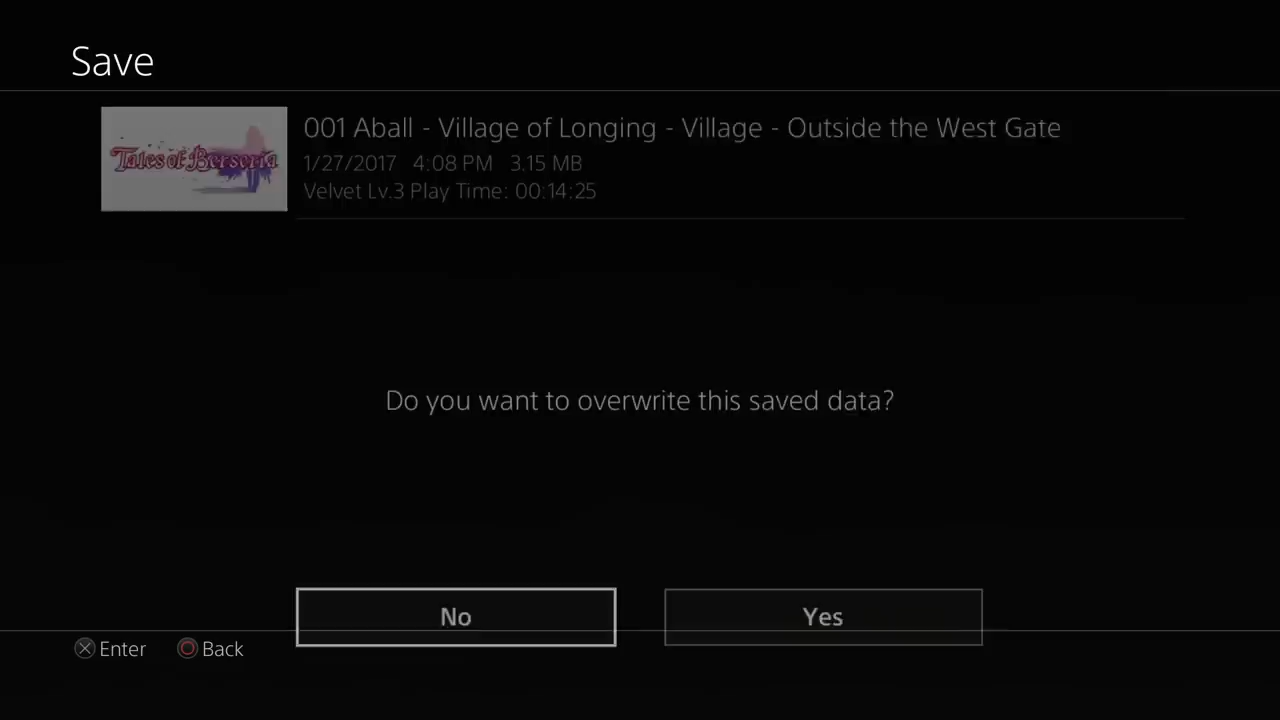 Save
Tales of Berseria
001 Aball - Village of Longing - Village - Outside the West Gate
1/27/2017 4:08 PM 3.15 MB
Velvet Lv.3 Play Time: 00:14:25
Do you want to overwrite this saved data?
No Yes
Enter Back